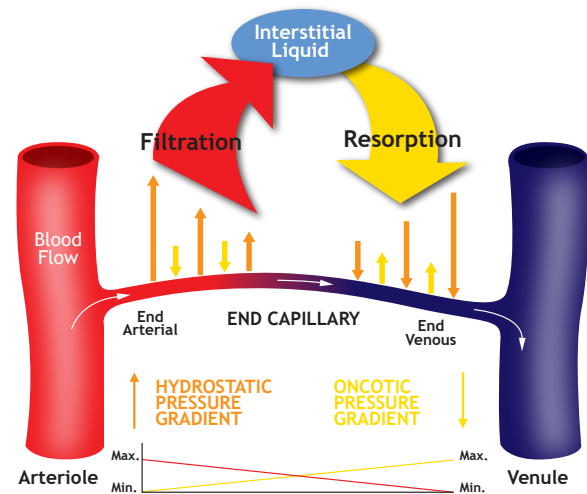 Interstitial
Liquid
Filtration
Resorption
Blood
Flow
End
Arterial
END CAPILLARY
End
Venous
HYDROSTATIC
PRESSURE
GRADIENT
ONCOTIC
PRESSURE
GRADIENT
Arteriole
Max.
Min.
Max.
Min.
Venule